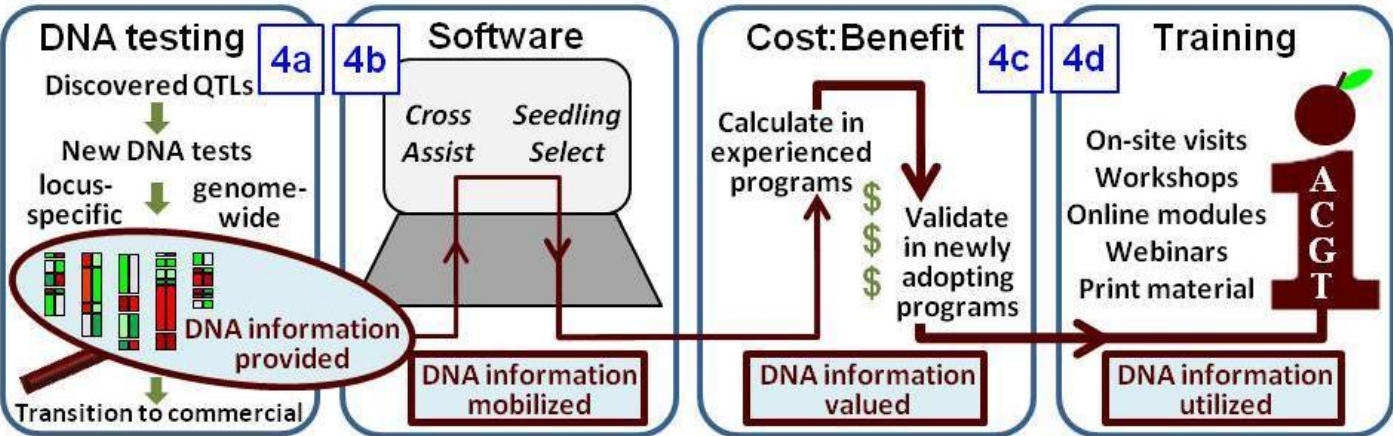 DNA testing
4a
Discovered QTLs
New DNA tests
locus-
specific
genome-
wide
DNA information
provided
Transition to commercial
4b
Software
Cross
Assist
Seedling
Select
DNA information
mobilized
Cost:Benefit
4c
Calculate in
experienced
programs
$
$
$
Validate
in newly
adopting
programs
DNA information
valued
4d
Training
On-site visits
Workshops
Online modules
Webinars
Print material
A
C
G
T
DNA information
utilized